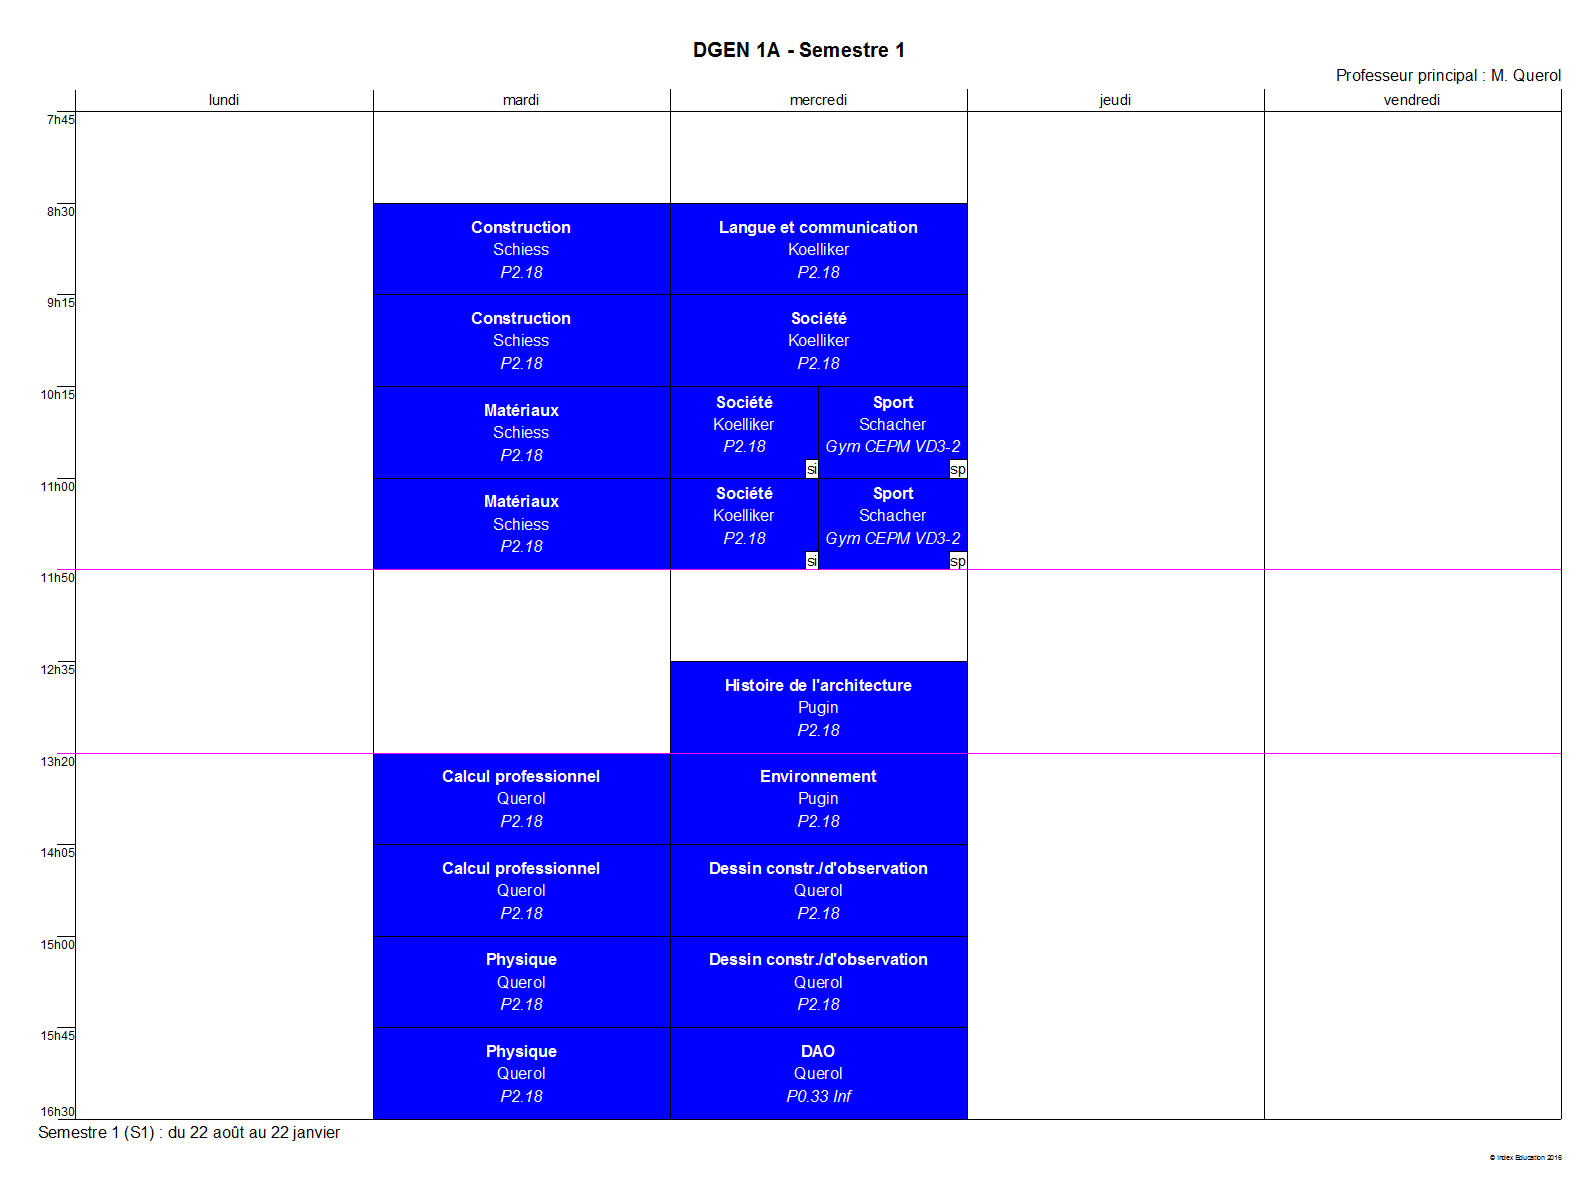 DGEN 1A - Semestre 1
Professeur principal : M. Querol
lundi
mardi
mercredi
jeudi
vendredi
7h45
8h30
Construction
Schiess
P2.18
Langue et communication
Koelliker
P2.18
9h15
Construction
Schiess
P2.18
Société
Koelliker
P2.18
10h15
Matériaux
Schiess
P2.18
Société
Koelliker
P2.18
si
Sport
Schacher
Gym CEPM VD3-2
sp
11h00
Matériaux
Schiess
P2.18
Société
Koelliker
P2.18
si
Sport
Schacher
Gym CEPM VD3-2
sp
11h50
12h35
Histoire de l'architecture
Pugin
P2.18
13h20
Calcul professionnel
Querol
P2.18
Environnement
Pugin
P2.18
14h05
Calcul professionnel
Querol
P2.18
Dessin constr./d'observation
Querol
P2.18
15h00
Physique
Querol
P2.18
Dessin constr./d'observation
Querol
P2.18
15h45
Physique
Querol
P2.18
DAO
Querol
P0.33 Inf
16h30
Semestre 1 (S1) : du 22 août au 22 janvier
© Index Education 2016